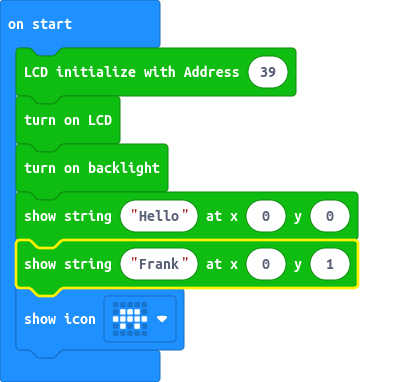 on start
LCD initialize with Address 39
turn on LCD
turn on backlight
show string "Hello" at x 0 y 0
show string "Frank" at x 0 y 1
show icon